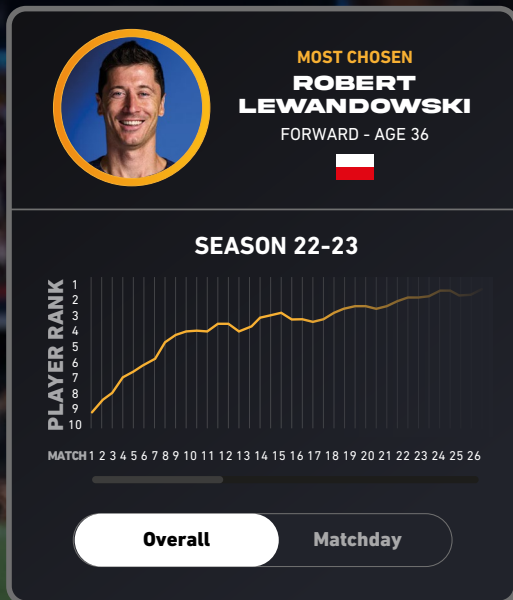 MOST CHOSEN
ROBERT
LEWANDOWSKI
FORWARD - AGE 36
SEASON 22-23
PLAYER RANK
1
2
3
4
5
6
7
8
9
10
MATCH 1 2 3 4 5 6 7 8 9 10 11 12 13 14 15 16 17 18 19 20 21 22 23 24 25 26
Overall Matchday